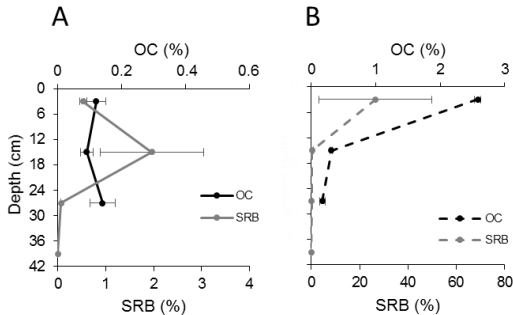 A
B
OC (%)
OC (%)
0 0.2 0.4 0.6
0 1 2 3
0
6
12
18
24
30
36
42
Depth (cm)
OC
SRB
OC
SRB
0 1 2 3 4
0 20 40 60 80
SRB (%)
SRB (%)